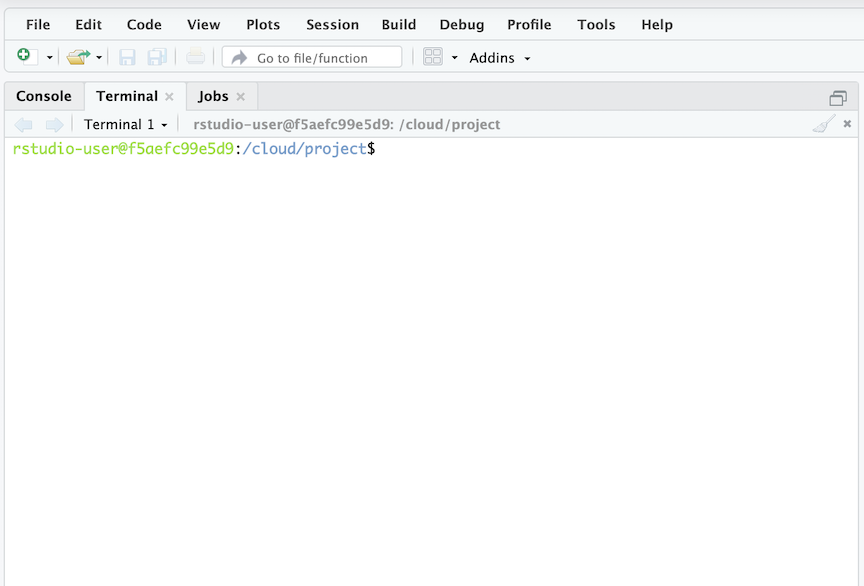 File Edit Code View Plots Session Build Debug Profile Tools Help
Go to file/function Addins
Console Terminal Jobs
Terminal 1 rstudio-user@f5aefc99e5d9: /cloud/project
rstudio-user@f5aefc99e5d9:/cloud/project$